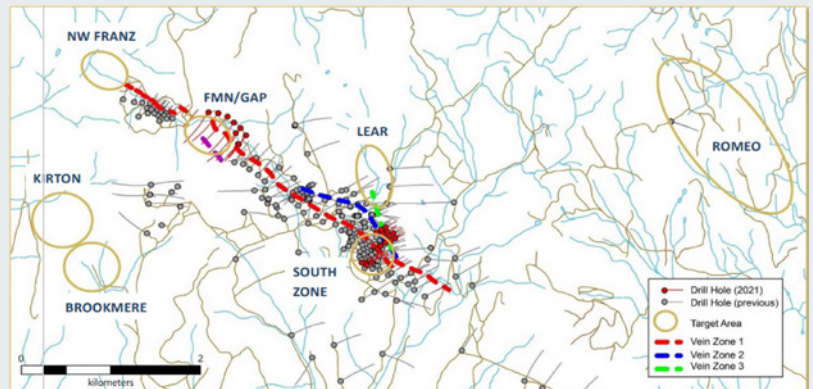 NW FRANZ
FMN/GAP
LEAR
ROMEO
KIRTON
SOUTH
ZONE
BROOKMERE
Drill Hole (2021)
Drill Hole (previous)
Target Area
Vein Zone 1
Vein Zone 2
Vein Zone 3
0 2
kilometers